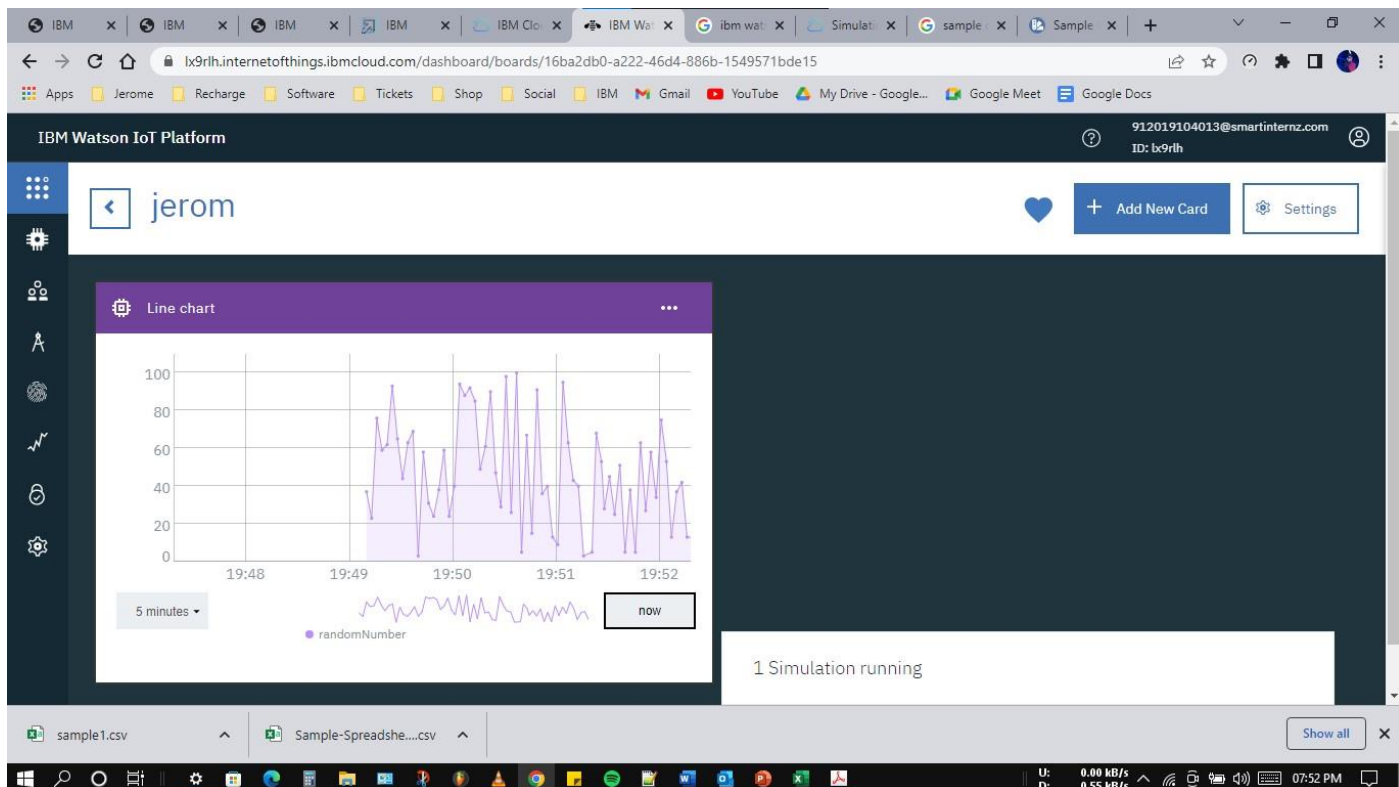 IBM IBM IBM IBM IBM Clo IBM Wat ibm wat Simulati sample Sample
lx9rlh.internetofthings.ibmcloud.com/dashboard/boards/16ba2db0-a222-46d4-886b-1549571bde15
Apps Jerome Recharge Software Tickets Shop Social IBM Gmail YouTube My Drive - Google... Google Meet Google Docs
IBM Watson IoT Platform
912019104013@smartinternz.com
ID: lx9rlh
jerom
+ Add New Card
Settings
Line chart
100
80
60
40
20
0
19:48 19:49 19:50 19:51 19:52
5 minutes
now
randomNumber
1 Simulation running
sample1.csv
Sample-Spreadshe....csv
Show all
U: 0.00 kB/s
D: 0.55 kB/s
07:52 PM